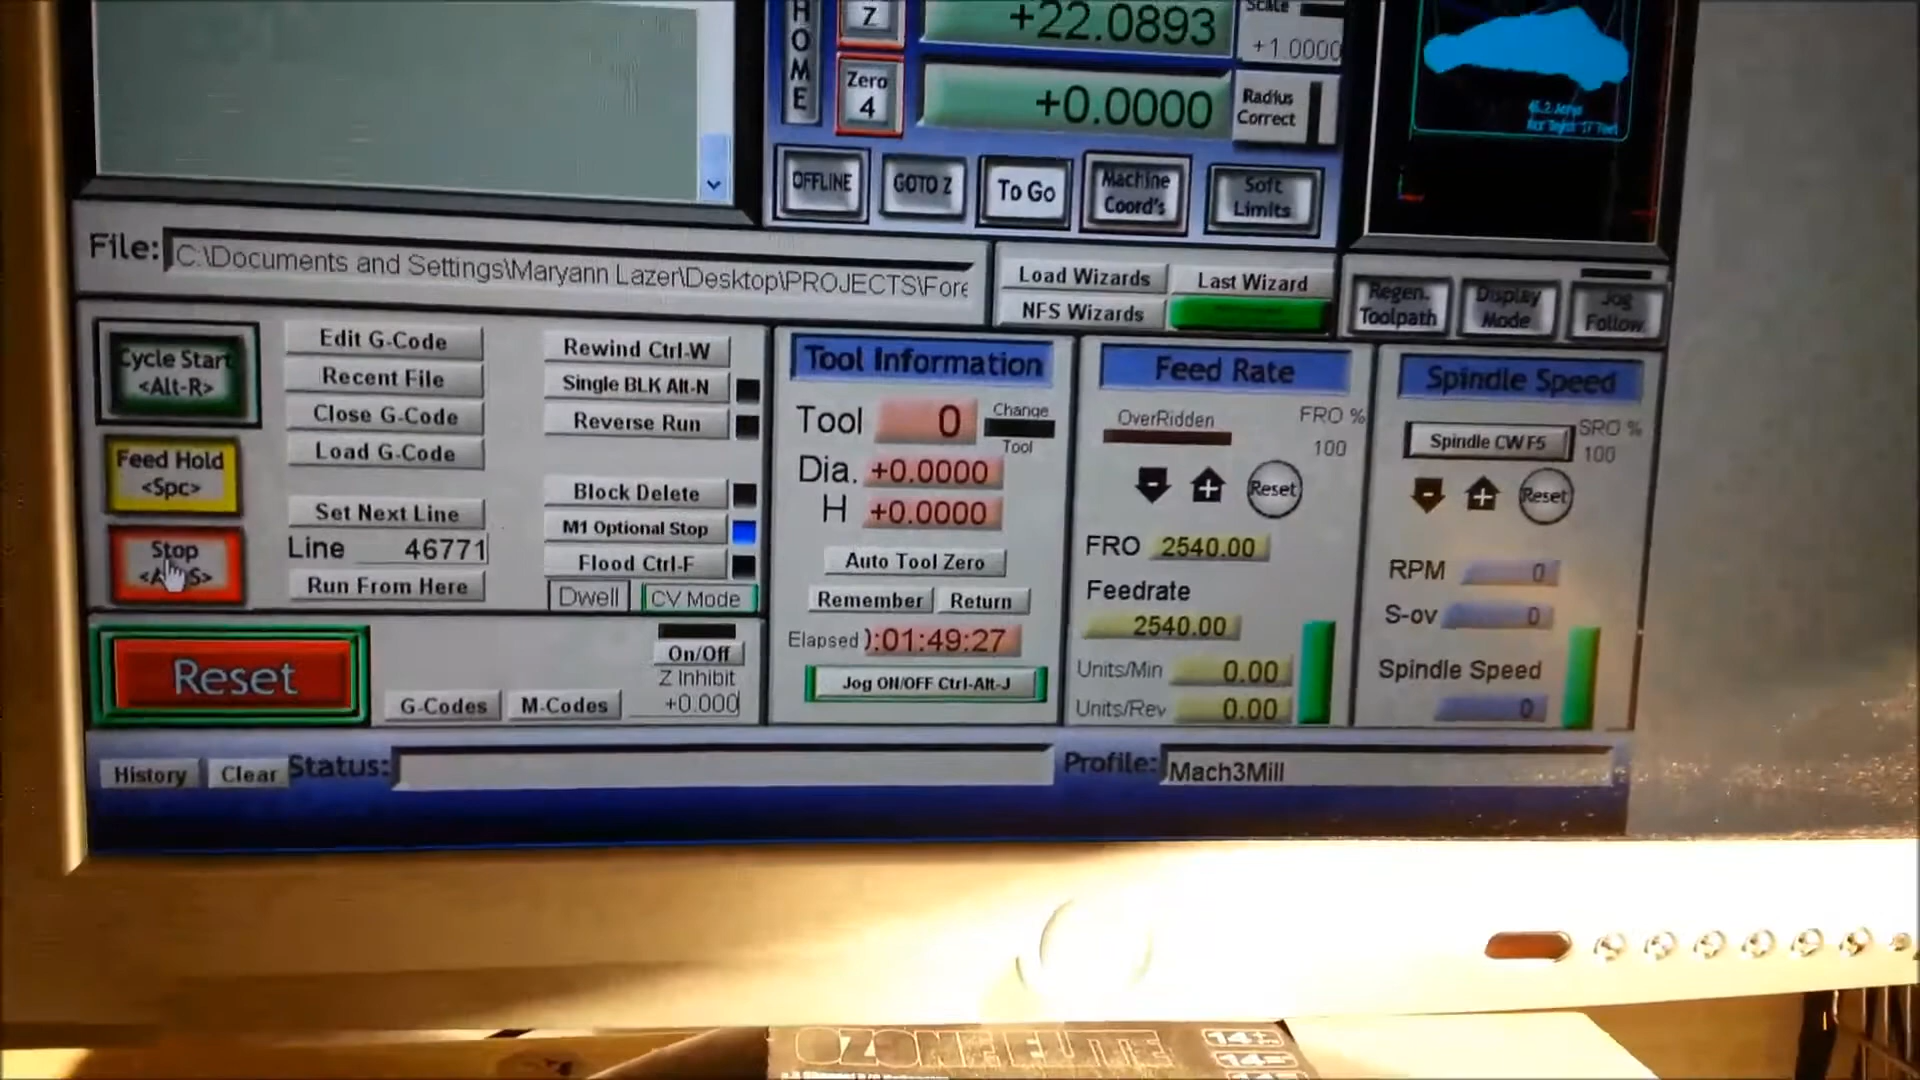 HOME
Z
+22.0893
Scale
+1.0000
Zero
4
+0.0000
Radius
Correct
OFFLINE
GOTO Z
To Go
Machine
Coord's
Soft
Limits
File:
C:\Documents and Settings\Maryann Lazer\Desktop\PROJECTS\Fore
Load Wizards
Last Wizard
NFS Wizards
Regen.
Toolpath
Display
Mode
Jog
Follow
Cycle Start
<Alt-R>
Feed Hold
<Spc>
Stop
Edit G-Code
Recent File
Close G-Code
Load G-Code
Set Next Line
Line 46771
Run From Here
Rewind Ctrl-W
Single BLK Alt-N
Reverse Run
Block Delete
M1 Optional Stop
Flood Ctrl-F
Dwell
CV Mode
Reset
G-Codes
M-Codes
On/Off
Z Inhibit
+0.000
Tool Information
Tool 0
Change
Tool
Dia. +0.0000
H +0.0000
Auto Tool Zero
Remember
Return
Elapsed ):01:49:27
Jog ON/OFF Ctrl-Alt-J
Feed Rate
OverRidden
FRO %
100
Reset
FRO 2540.00
Feedrate
2540.00
Units/Min 0.00
Units/Rev 0.00
Spindle Speed
Spindle CW F5
SRO %
100
Reset
RPM 0
S-ov 0
Spindle Speed
0
History
Clear
Status:
Profile: Mach3Mill
OZONE ELITE